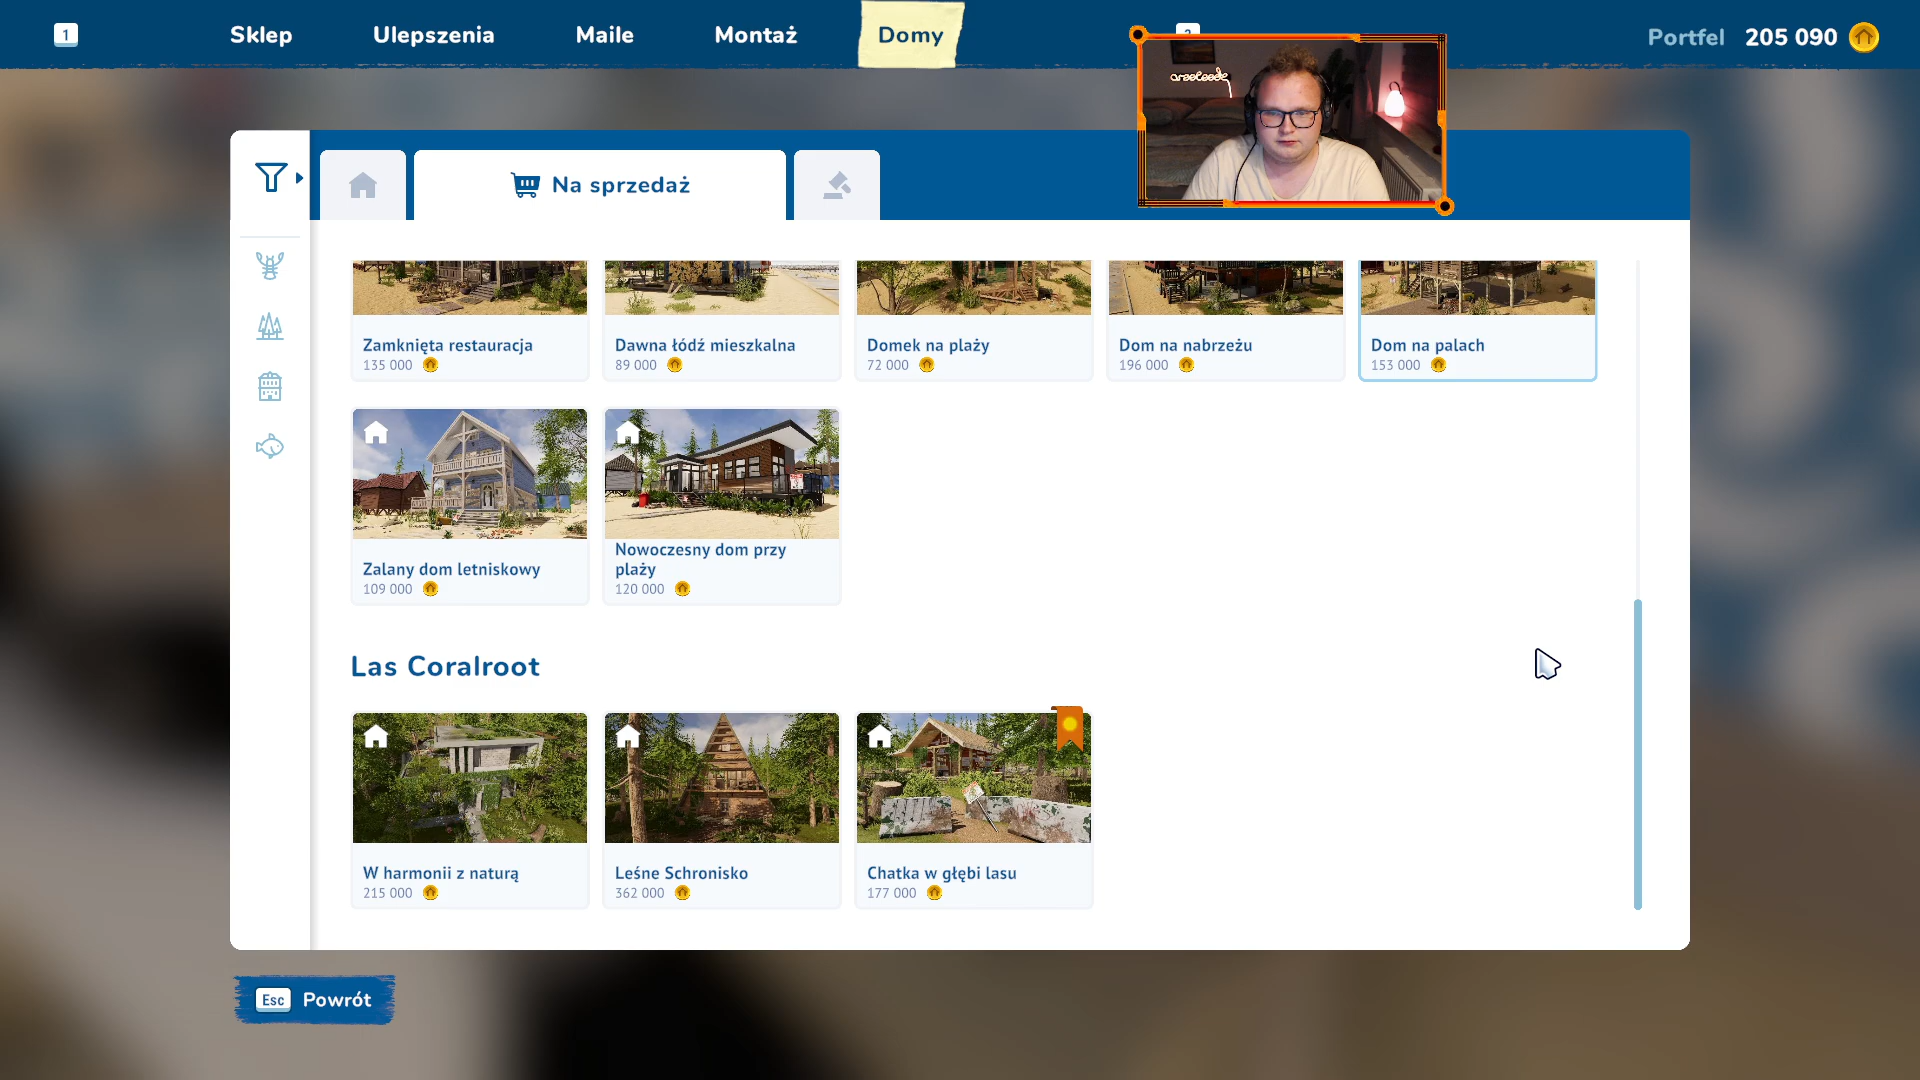 1
Sklep
Ulepszenia
Maile
Montaż
Domy
Portfel 205 090
Na sprzedaż
Zamknięta restauracja
135 000
Dawna łódź mieszkalna
89 000
Domek na plaży
72 000
Dom na nabrzeżu
196 000
Dom na palach
153 000
Zalany dom letniskowy
109 000
Nowoczesny dom przy
plaży
120 000
Las Coralroot
W harmonii z naturą
215 000
Leśne Schronisko
362 000
Chatka w głębi lasu
177 000
Esc Powrót